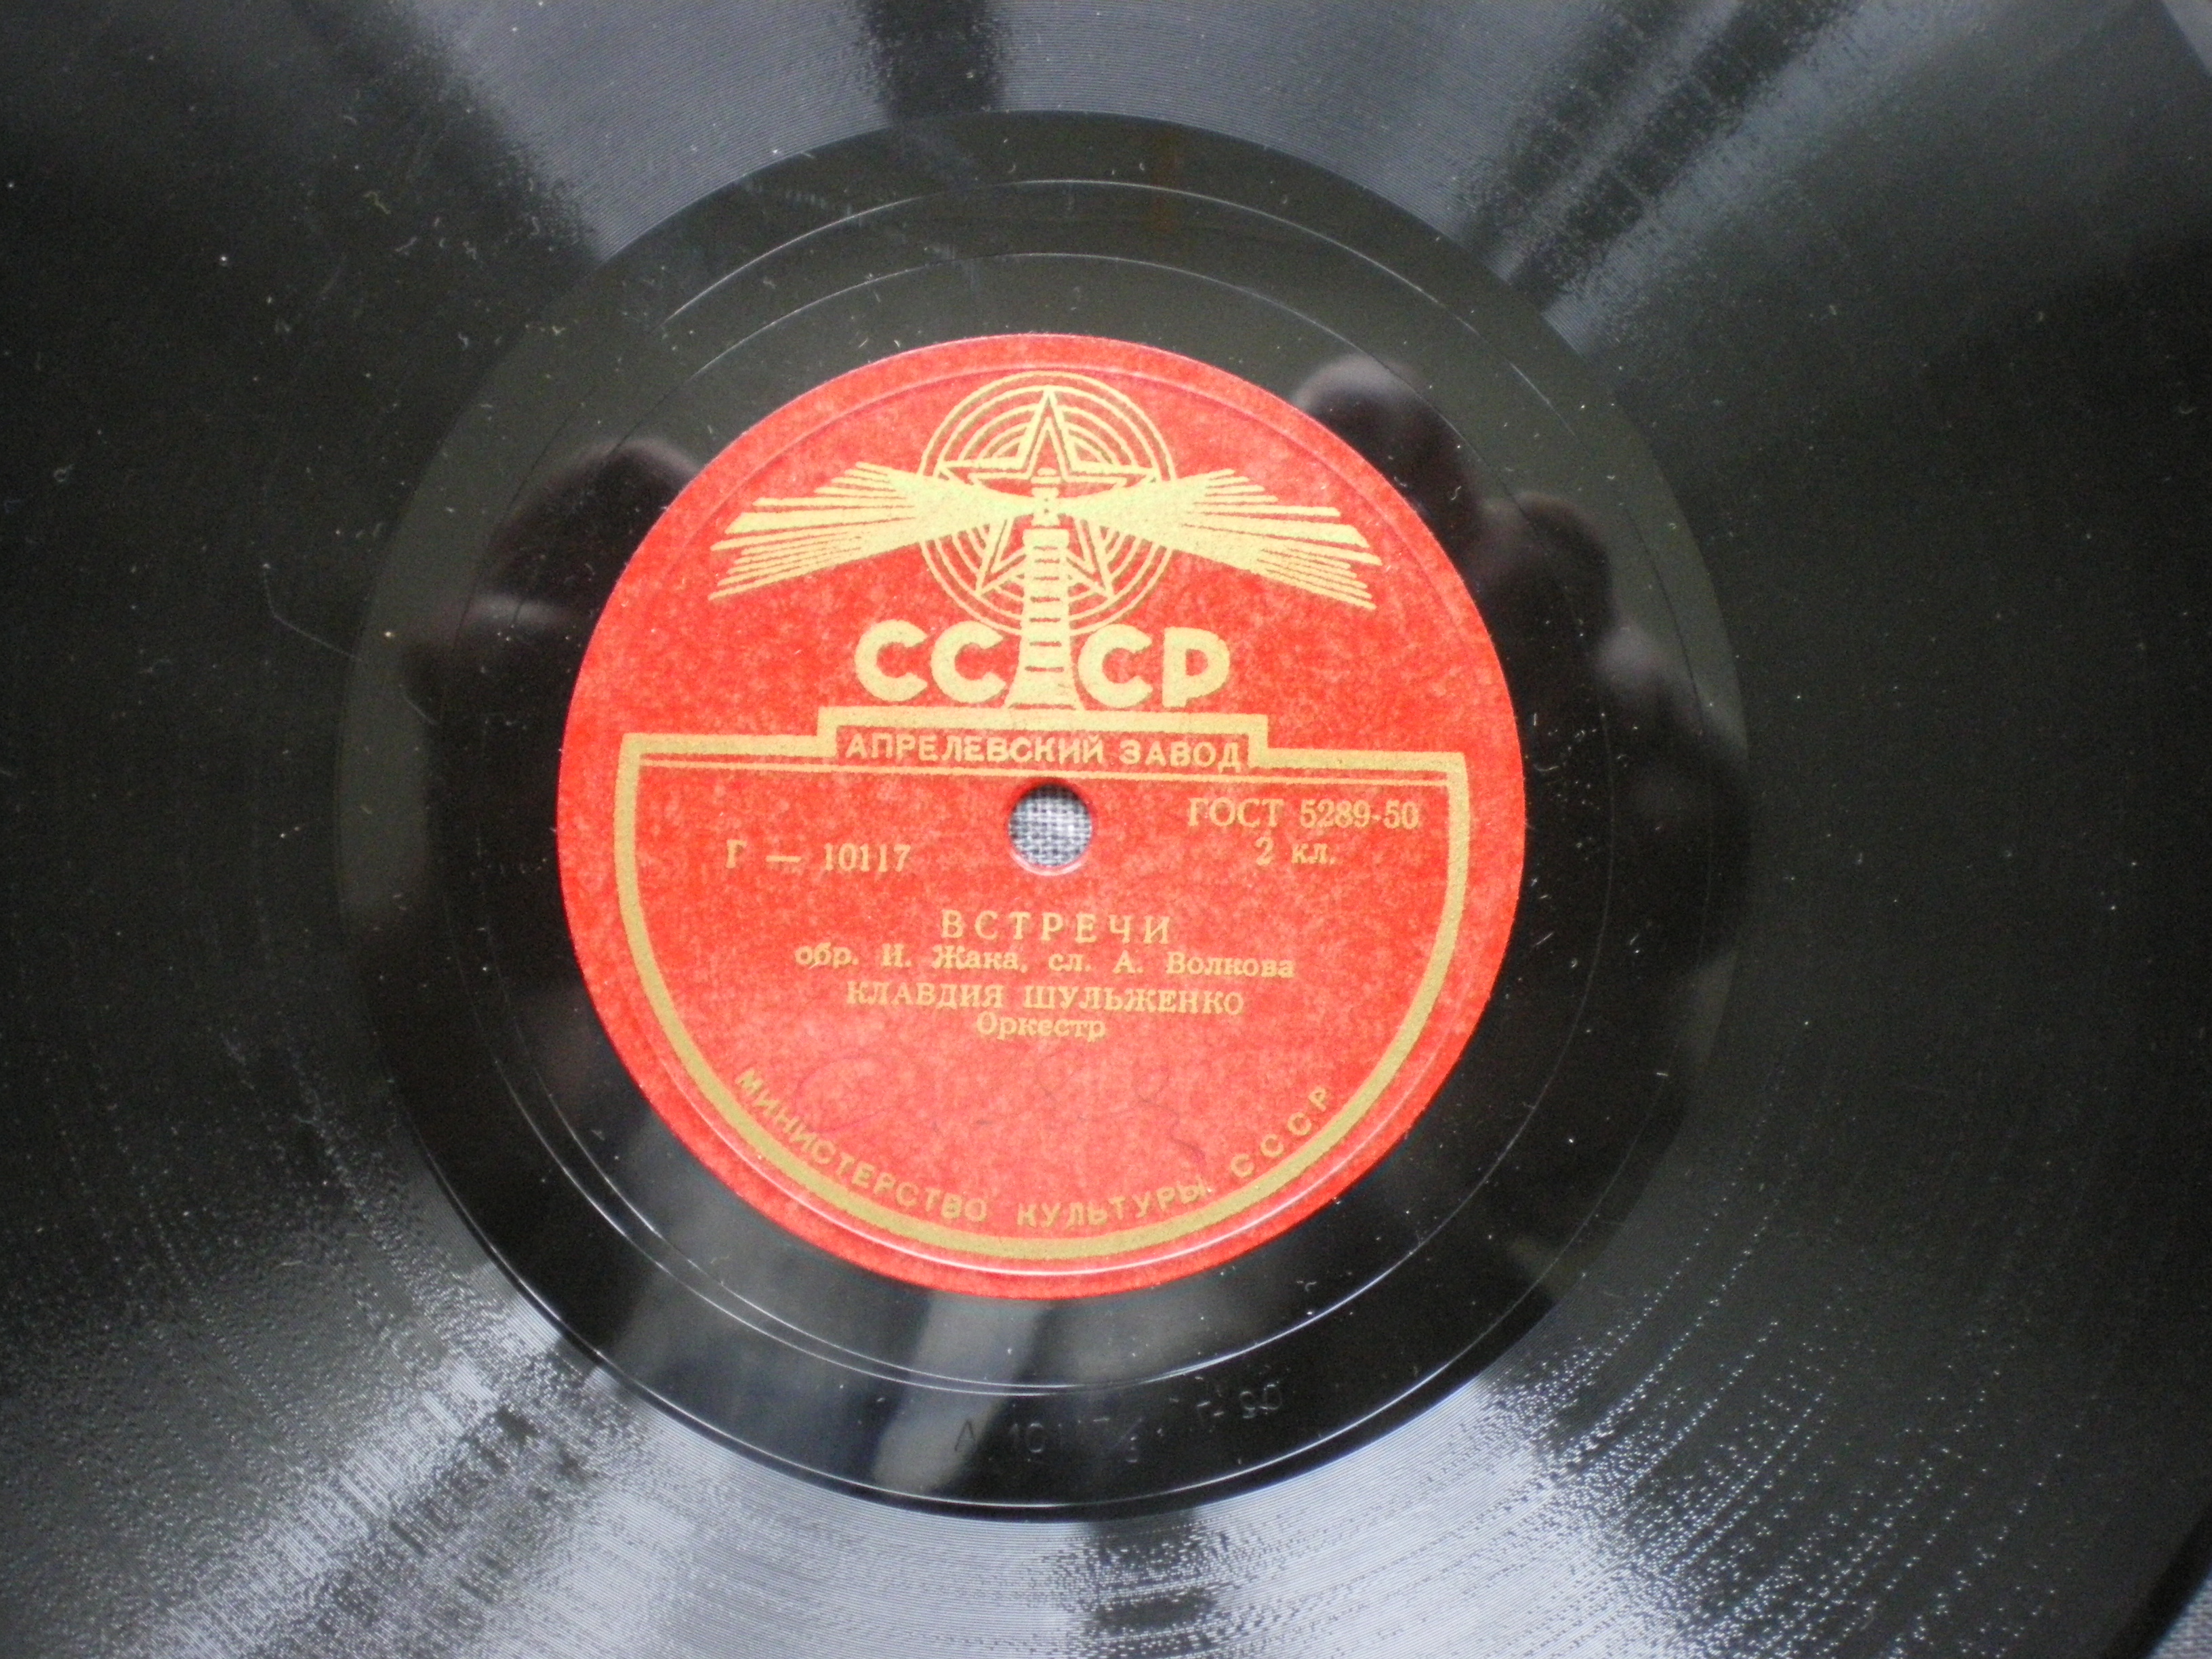 СССР
АПРЕЛЕВСКИЙ ЗАВОД
ГОСТ 5289-50
Г — 10117
2 кл.
ВСТРЕЧИ
обр. И. Жака, сл. А. Волкова
КЛАВДИЯ ШУЛЬЖЕНКО
Оркестр
МИНИСТЕРСТВО КУЛЬТУРЫ СССР